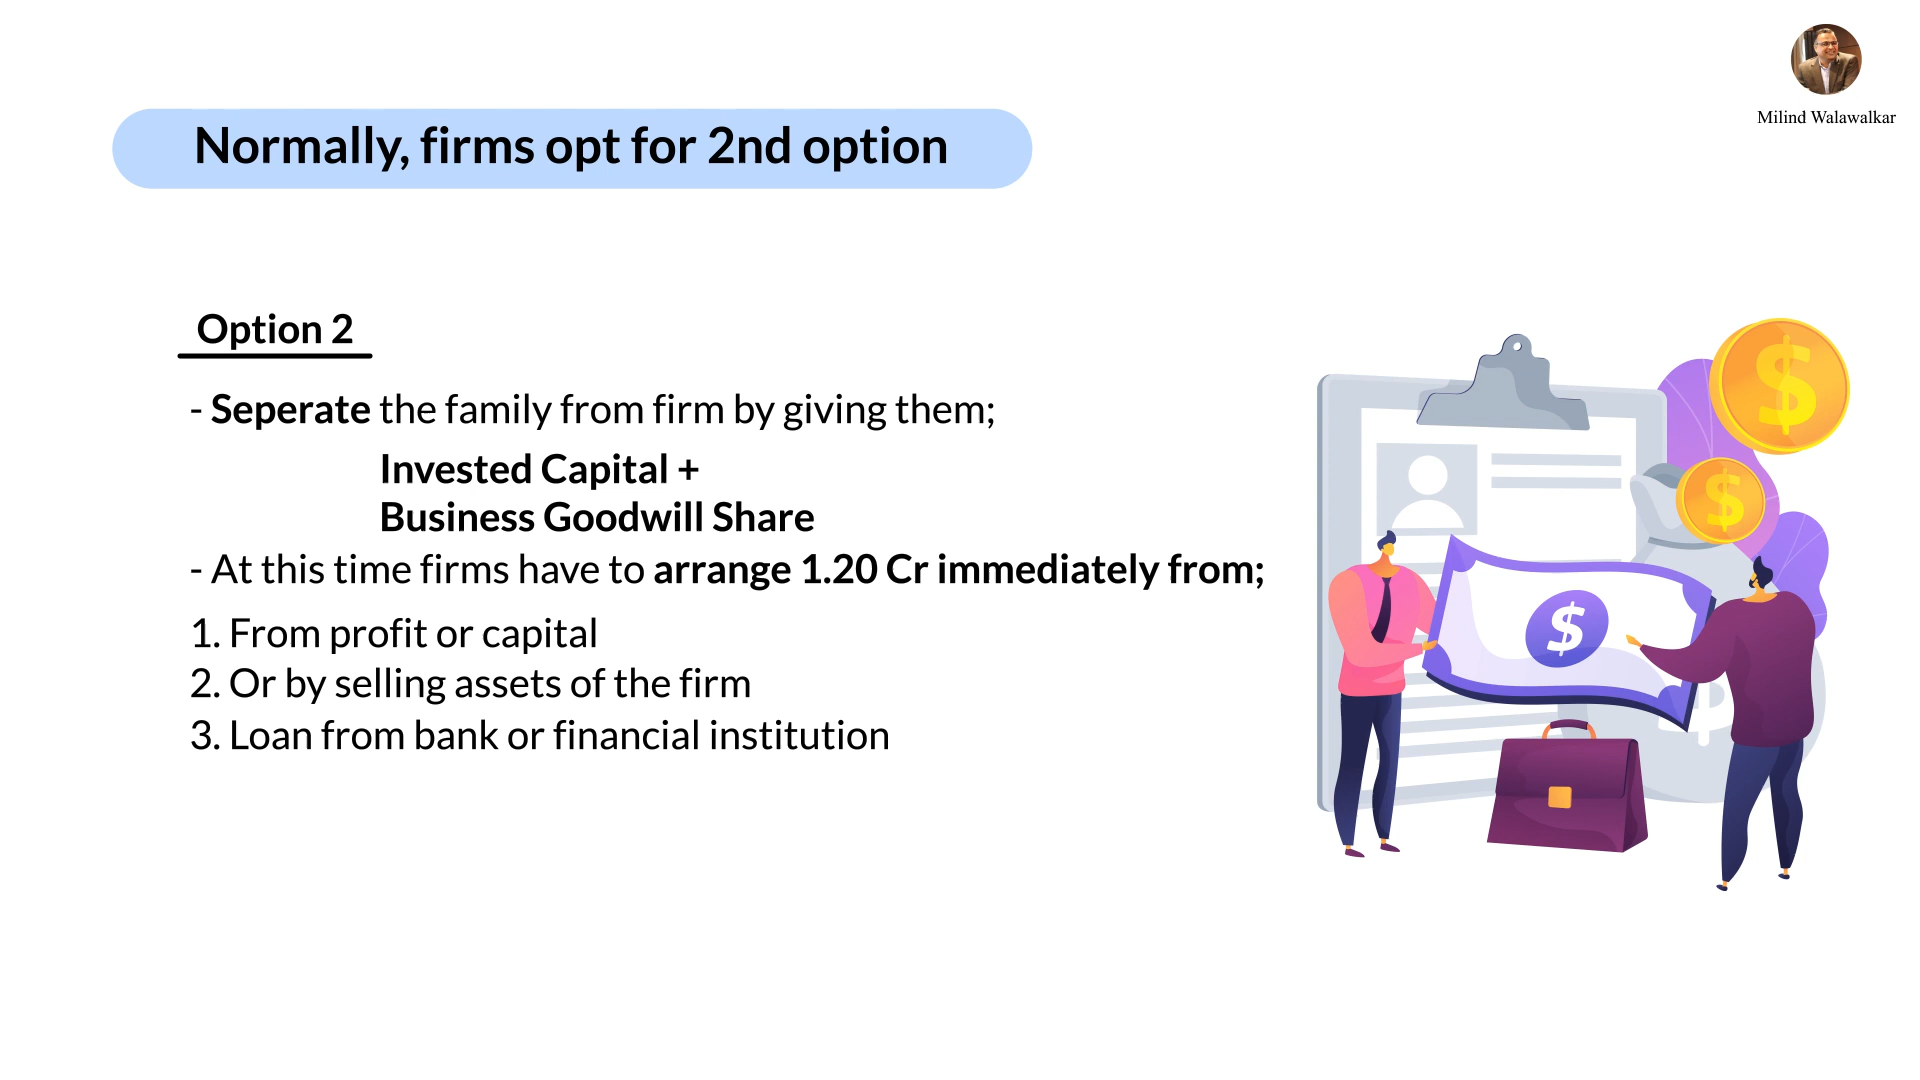 Milind Walawalkar
Normally, firms opt for 2nd option
Option 2
- Seperate the family from firm by giving them;
Invested Capital +
Business Goodwill Share
- At this time firms have to arrange 1.20 Cr immediately from;
1. From profit or capital
2. Or by selling assets of the firm
3. Loan from bank or financial institution
$
$
$
$